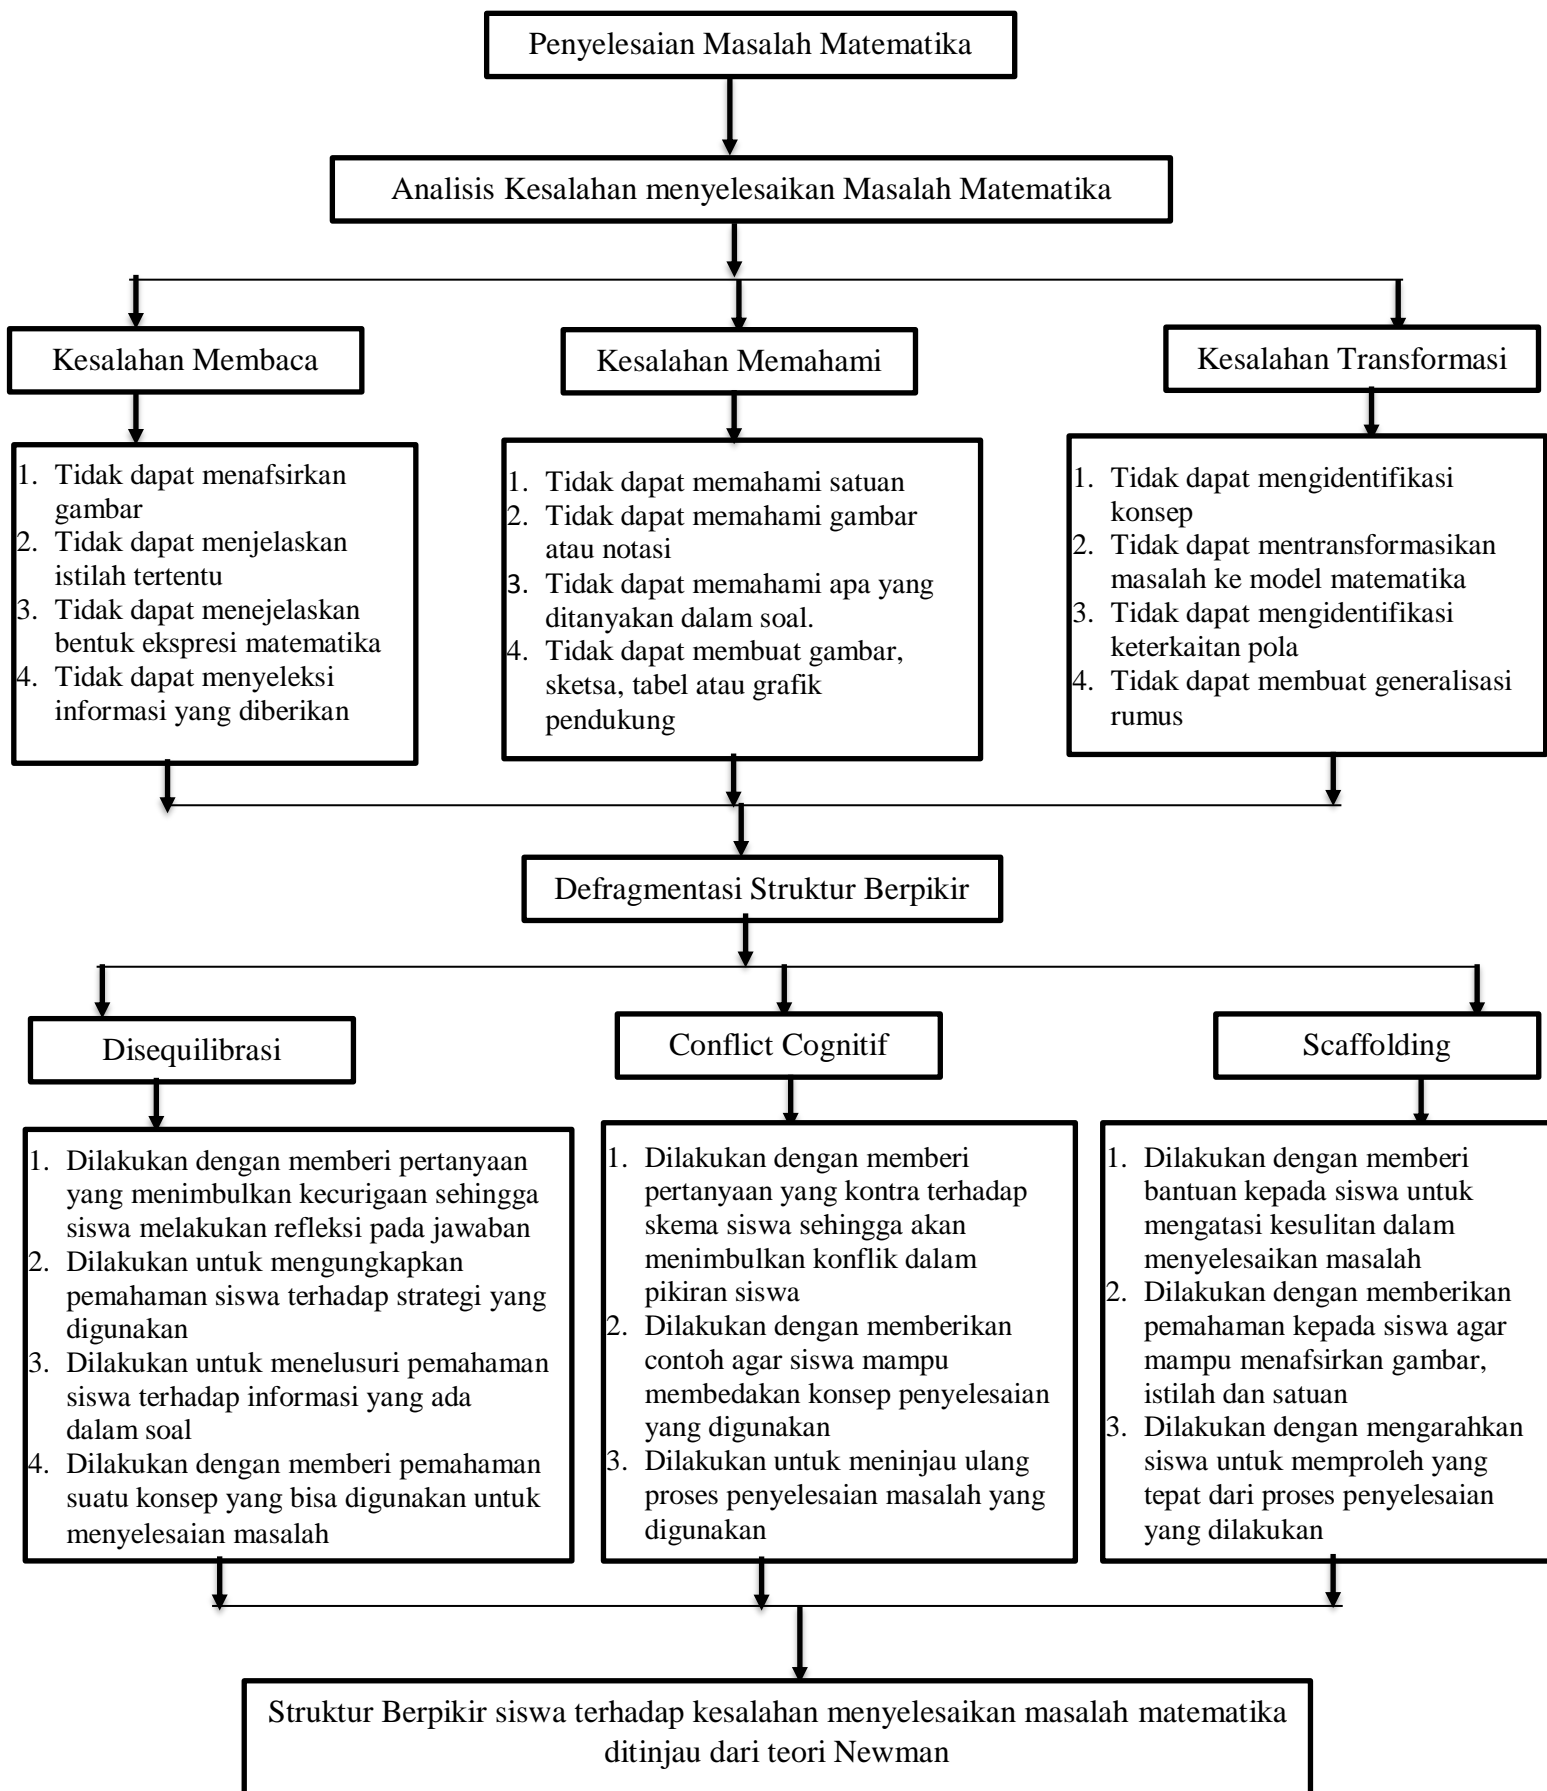 Penyelesaian Masalah Matematika
Analisis Kesalahan menyelesaikan Masalah Matematika
Kesalahan Membaca
Kesalahan Memahami
Kesalahan Transformasi
1. Tidak dapat menafsirkan
gambar
2. Tidak dapat menjelaskan
istilah tertentu
3. Tidak dapat menejelaskan
bentuk ekspresi matematika
4. Tidak dapat menyeleksi
informasi yang diberikan
1. Tidak dapat memahami satuan
2. Tidak dapat memahami gambar
atau notasi
3. Tidak dapat memahami apa yang
ditanyakan dalam soal.
4. Tidak dapat membuat gambar,
sketsa, tabel atau grafik
pendukung
1. Tidak dapat mengidentifikasi
konsep
2. Tidak dapat mentransformasikan
masalah ke model matematika
3. Tidak dapat mengidentifikasi
keterkaitan pola
4. Tidak dapat membuat generalisasi
rumus
Defragmentasi Struktur Berpikir
Disequilibrasi
Conflict Cognitif
Scaffolding
1. Dilakukan dengan memberi pertanyaan
yang menimbulkan kecurigaan sehingga
siswa melakukan refleksi pada jawaban
2. Dilakukan untuk mengungkapkan
pemahaman siswa terhadap strategi yang
digunakan
3. Dilakukan untuk menelusuri pemahaman
siswa terhadap informasi yang ada
dalam soal
4. Dilakukan dengan memberi pemahaman
suatu konsep yang bisa digunakan untuk
menyelesaian masalah
1. Dilakukan dengan memberi
pertanyaan yang kontra terhadap
skema siswa sehingga akan
menimbulkan konflik dalam
pikiran siswa
2. Dilakukan dengan memberikan
contoh agar siswa mampu
membedakan konsep penyelesaian
yang digunakan
3. Dilakukan untuk meninjau ulang
proses penyelesaian masalah yang
digunakan
1. Dilakukan dengan memberi
bantuan kepada siswa untuk
mengatasi kesulitan dalam
menyelesaikan masalah
2. Dilakukan dengan memberikan
pemahaman kepada siswa agar
mampu menafsirkan gambar,
istilah dan satuan
3. Dilakukan dengan mengarahkan
siswa untuk memproleh yang
tepat dari proses penyelesaian
yang dilakukan
Struktur Berpikir siswa terhadap kesalahan menyelesaikan masalah matematika
ditinjau dari teori Newman